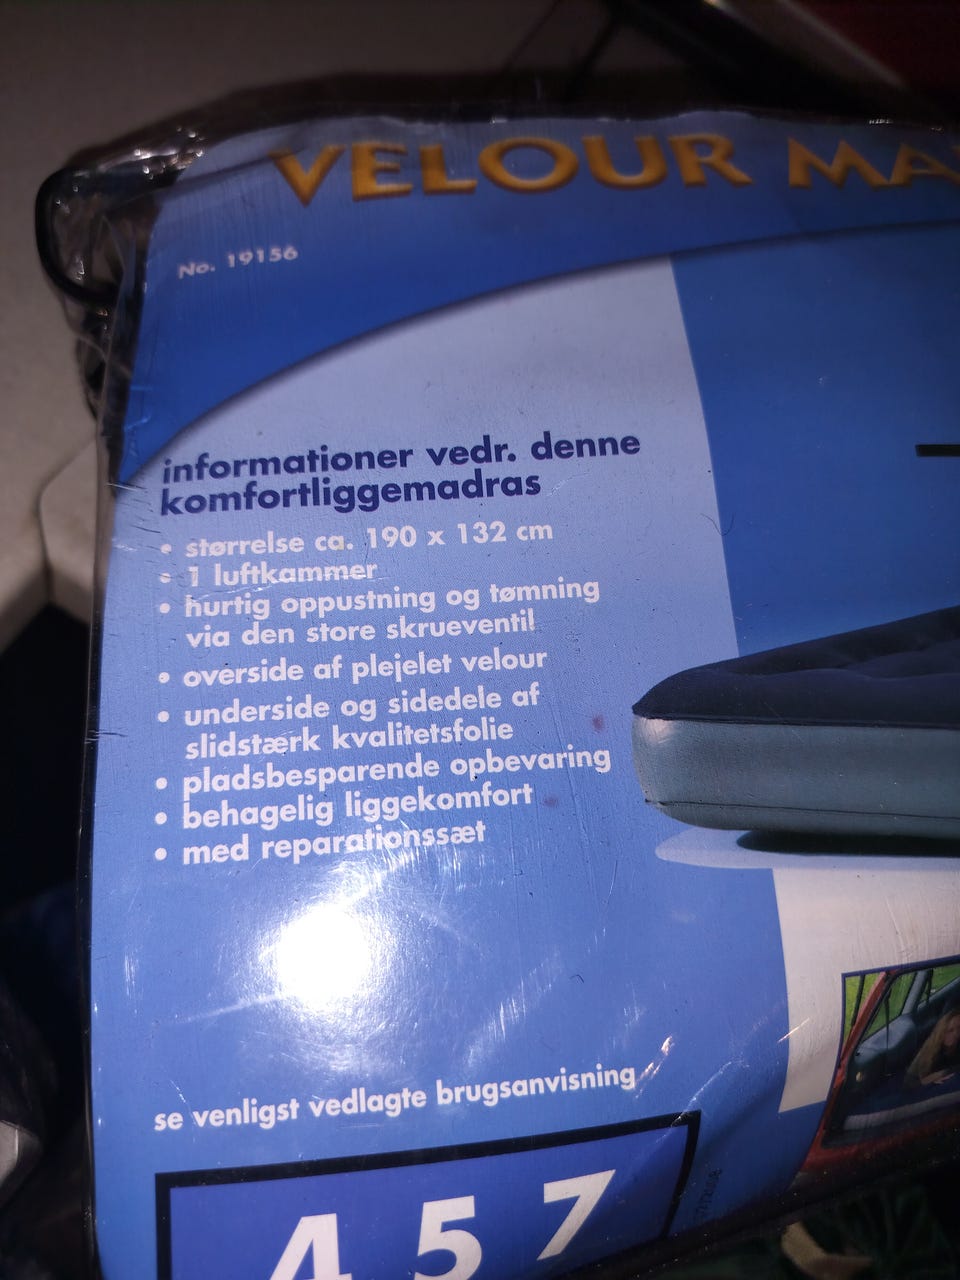 VELOUR MA
No. 19156
informationer vedr. denne
komfortliggemadras
• størrelse ca. 190 x 132 cm
• 1 luftkammer
• hurtig oppustning og tømning
via den store skrueventil
• overside af plejelet velour
• underside og sidedele af
slidstærk kvalitetsfolie
• pladsbesparende opbevaring
• behagelig liggekomfort
• med reparationssæt
se venligst vedlagte brugsanvisning
457